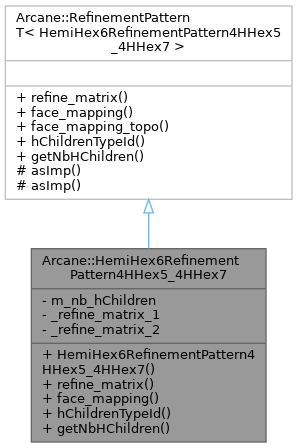 Arcane::RefinementPattern
T< HemiHex6RefinementPattern4HHex5
_4HHex7 >
+ refine_matrix()
+ face_mapping()
+ face_mapping_topo()
+ hChildrenTypeId()
+ getNbHChildren()
# asImp()
# asImp()
Arcane::HemiHex6Refinement
Pattern4HHex5_4HHex7
- m_nb_hChildren
- _refine_matrix_1
- _refine_matrix_2
+ HemiHex6RefinementPattern4
HHex5_4HHex7()
+ refine_matrix()
+ face_mapping()
+ hChildrenTypeId()
+ getNbHChildren()